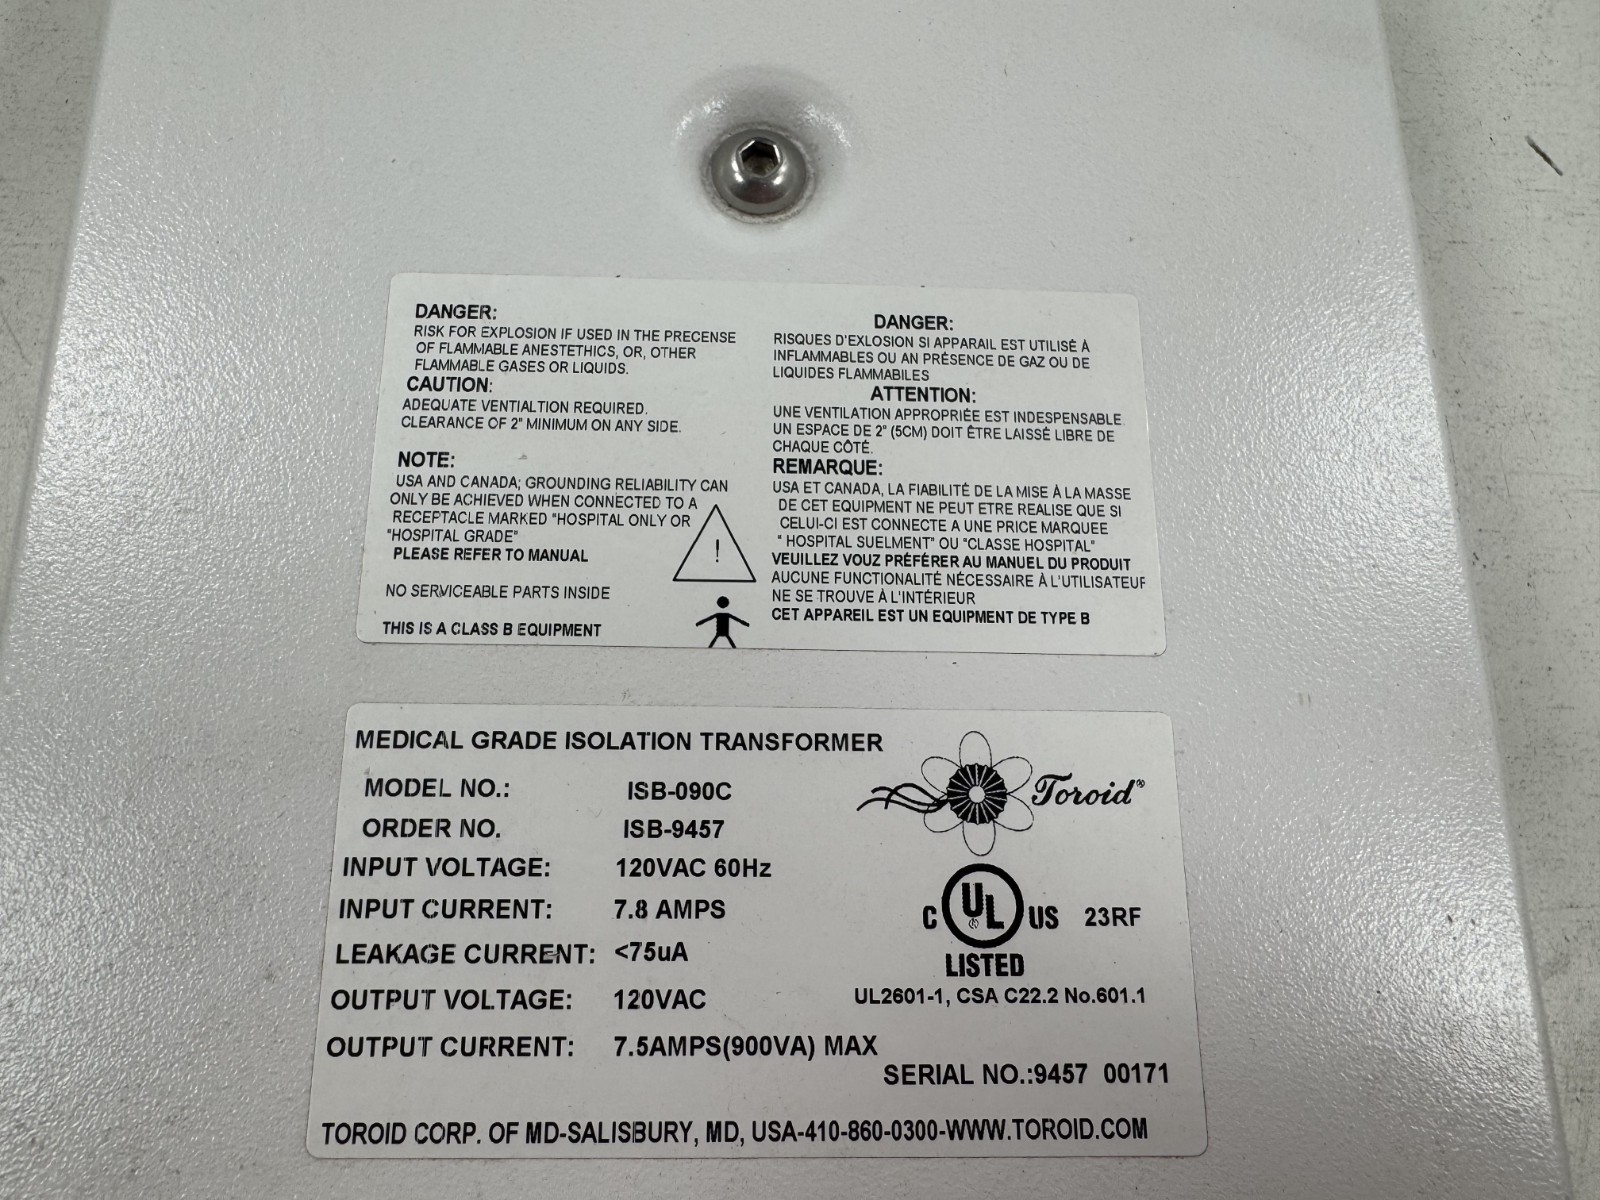 DANGER:
RISK FOR EXPLOSION IF USED IN THE PRECENSE
OF FLAMMABLE ANESTETHICS, OR, OTHER
FLAMMABLE GASES OR LIQUIDS.
CAUTION:
ADEQUATE VENTIALTION REQUIRED.
CLEARANCE OF 2" MINIMUM ON ANY SIDE.
NOTE:
USA AND CANADA; GROUNDING RELIABILITY CAN
ONLY BE ACHIEVED WHEN CONNECTED TO A
RECEPTACLE MARKED "HOSPITAL ONLY OR
"HOSPITAL GRADE"
PLEASE REFER TO MANUAL
NO SERVICEABLE PARTS INSIDE
THIS IS A CLASS B EQUIPMENT
!
DANGER:
RISQUES D'EXLOSION SI APPARAIL EST UTILISÉ À
INFLAMMABLES OU AN PRÉSENCE DE GAZ OU DE
LIQUIDES FLAMMABILES
ATTENTION:
UNE VENTILATION APPROPRIÉE EST INDESPENSABLE.
UN ESPACE DE 2" (5CM) DOIT ÊTRE LAISSÉ LIBRE DE
CHAQUE CÔTÉ.
REMARQUE:
USA ET CANADA, LA FIABILITÉ DE LA MISE À LA MASSE
DE CET EQUIPMENT NE PEUT ETRE REALISE QUE SI
CELUI-CI EST CONNECTE A UNE PRICE MARQUEE
" HOSPITAL SUELMENT" OU "CLASSE HOSPITAL"
VEUILLEZ VOUZ PRÉFÉRER AU MANUEL DU PRODUIT
AUCUNE FUNCTIONALITÉ NÉCESSAIRE À L'UTILISATEUR
NE SE TROUVE À L'INTÉRIEUR
CET APPAREIL EST UN EQUIPMENT DE TYPE B
MEDICAL GRADE ISOLATION TRANSFORMER
MODEL NO.: ISB-090C
ORDER NO. ISB-9457
INPUT VOLTAGE: 120VAC 60Hz
INPUT CURRENT: 7.8 AMPS
LEAKAGE CURRENT: <75uA
OUTPUT VOLTAGE: 120VAC
OUTPUT CURRENT: 7.5AMPS(900VA) MAX
Toroid®
C UL® US 23RF
LISTED
UL2601-1, CSA C22.2 No.601.1
SERIAL NO.:9457 00171
TOROID CORP. OF MD-SALISBURY, MD, USA-410-860-0300-WWW.TOROID.COM